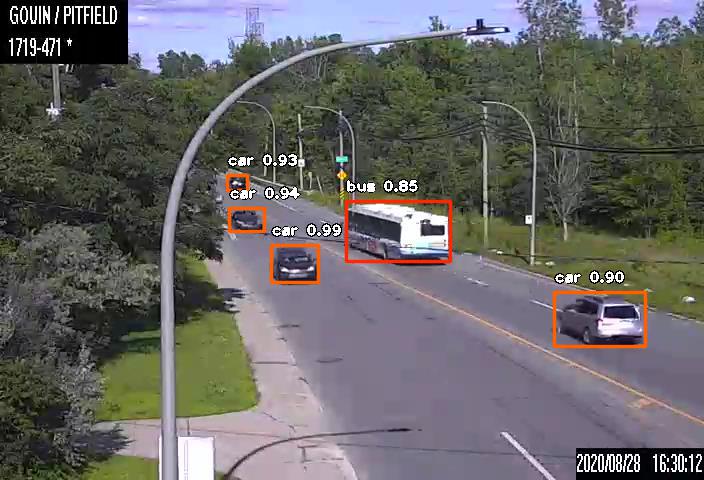 GOUIN / PITFIELD
1719-471 *
car 0.93
car 0.94
bus 0.85
car 0.99
car 0.90
2020/08/28 16:30:12